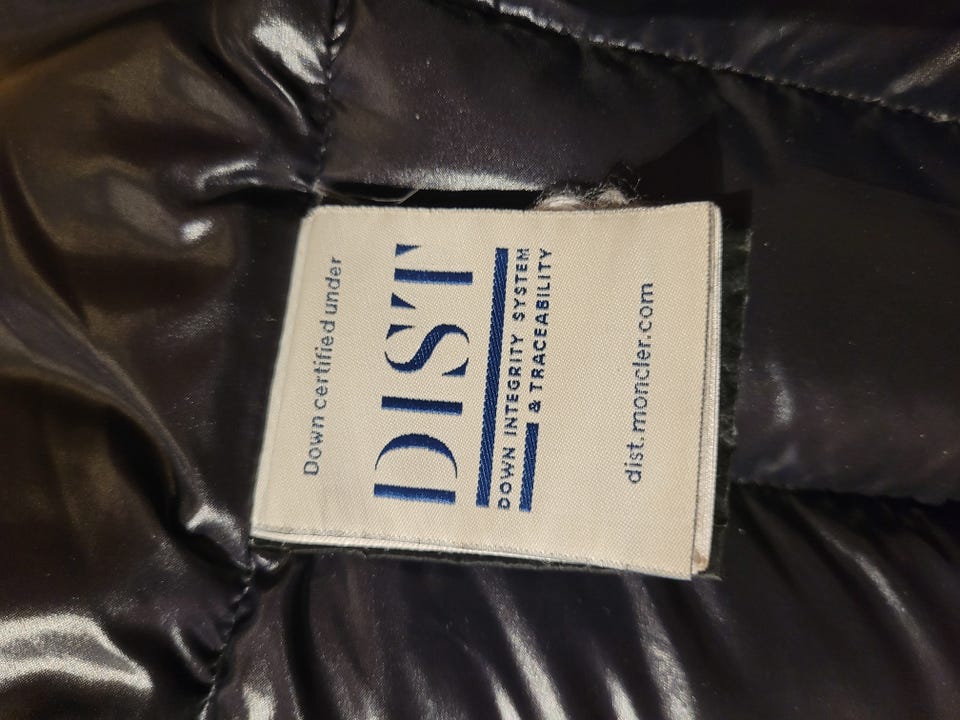 Down certified under
DIST
DOWN INTEGRITY SYSTEM
& TRACEABILITY
dist.moncler.com